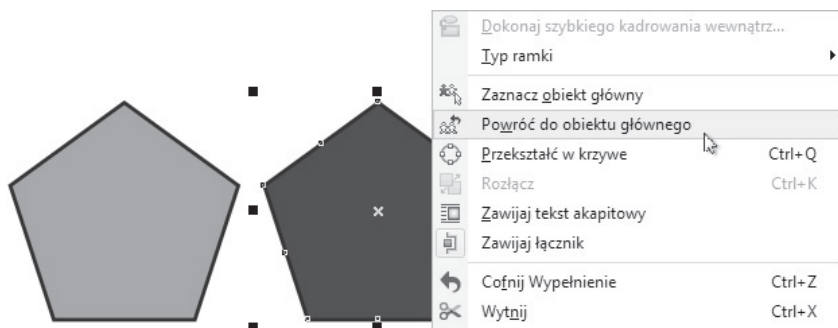 Dokonaj szybkiego kadrowania wewnątrz...
Typ ramki
Zaznacz obiekt główny
Powróć do obiektu głównego
Przekształć w krzywe Ctrl+Q
Rozłącz Ctrl+K
Zawijaj tekst akapitowy
Zawijaj łącznik
Cofnij Wypełnienie Ctrl+Z
Wytnij Ctrl+X